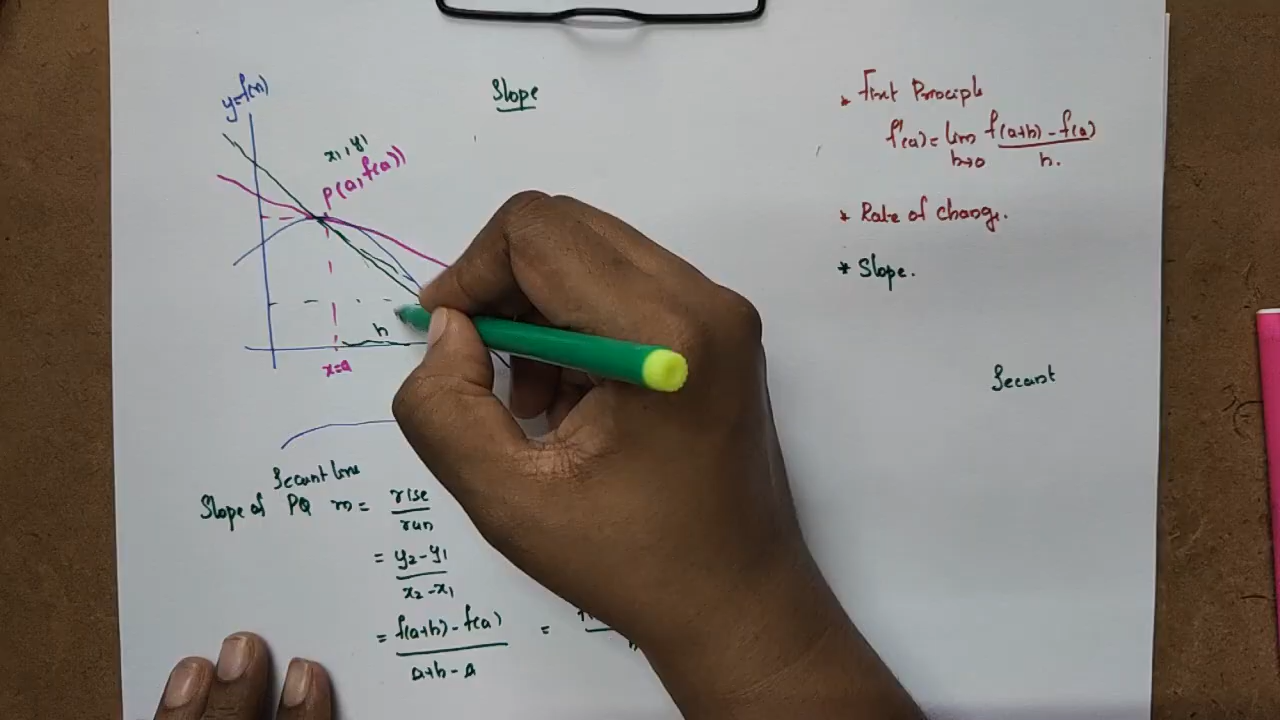 Slope
y=f(x)
x₁, y₁
P(a, f(a))
h
x=a
Secant line
Slope of PQ m = rise/run
= y₂-y₁/x₂-x₁
= f(a+h) - f(a)/a+h-a =
* First Principle
f'(a) = lim h→0 f(a+h) - f(a)/h.
* Rate of change.
* Slope.
Secant